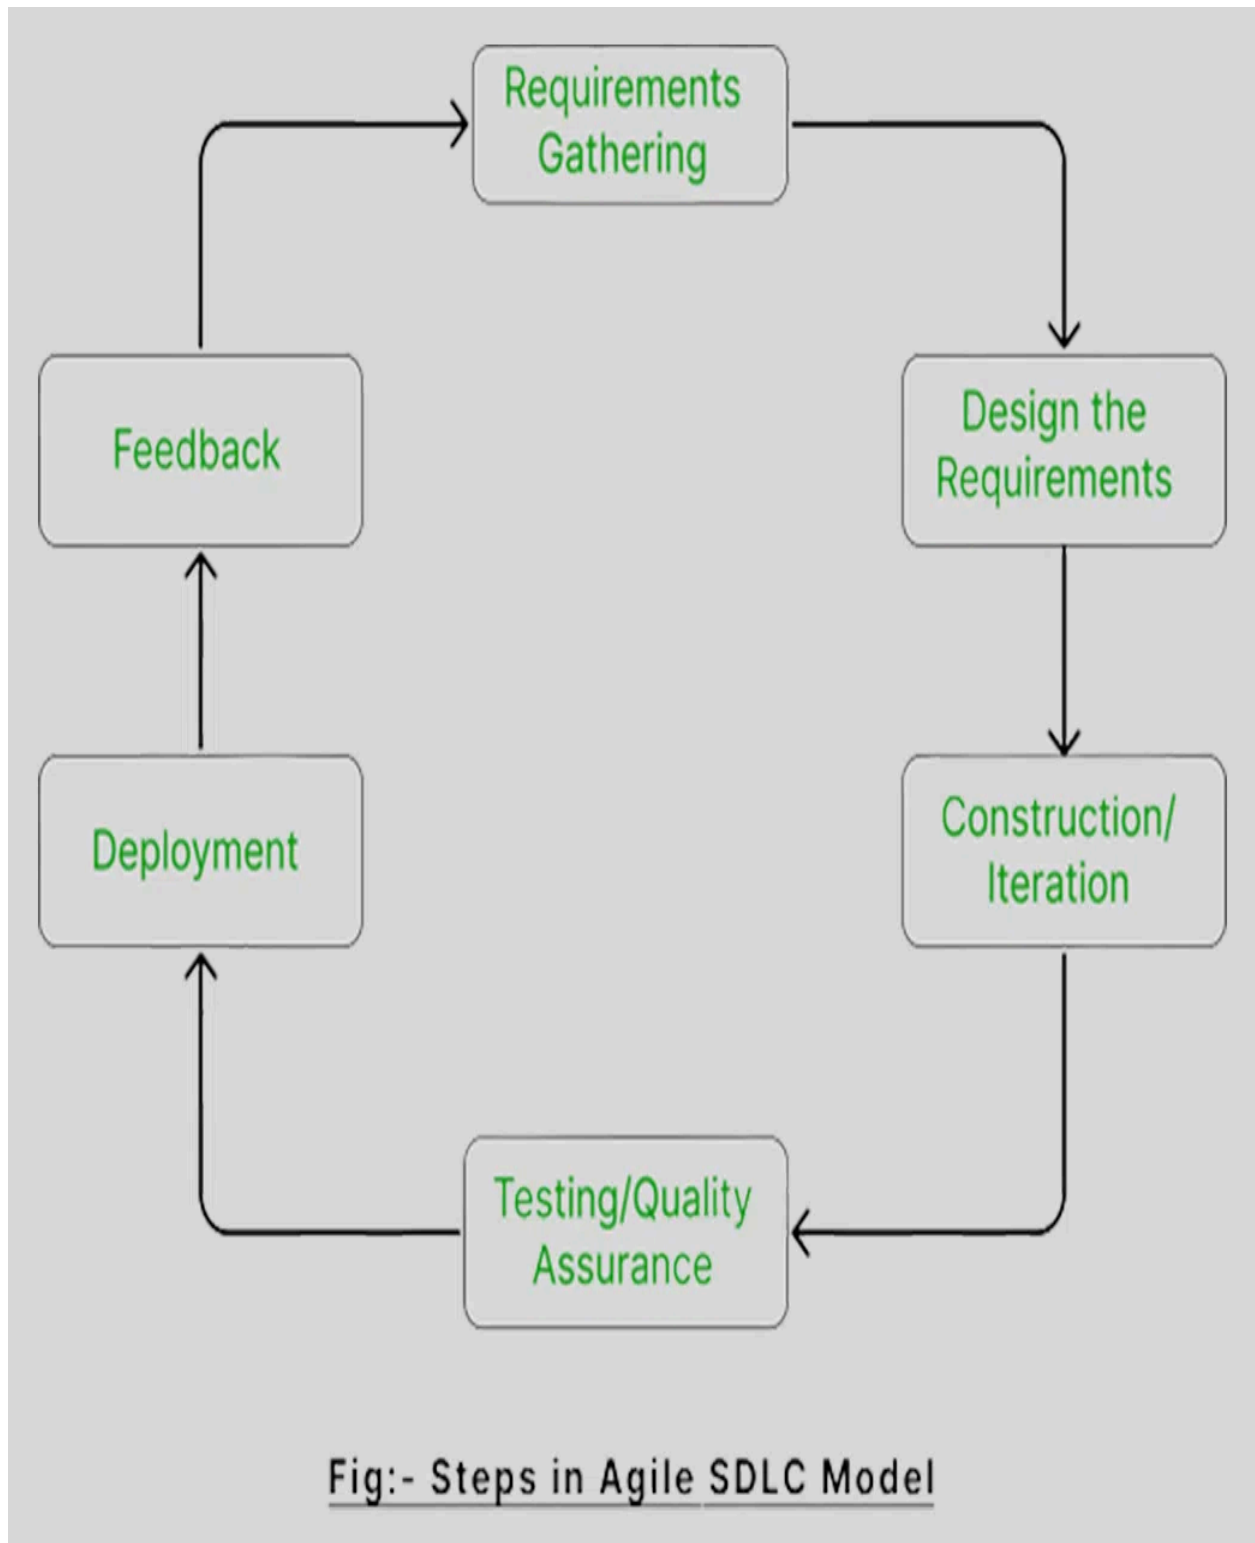 Requirements
Gathering
Design the
Requirements
Construction/
Iteration
Testing/Quality
Assurance
Deployment
Feedback
Fig:- Steps in Agile SDLC Model